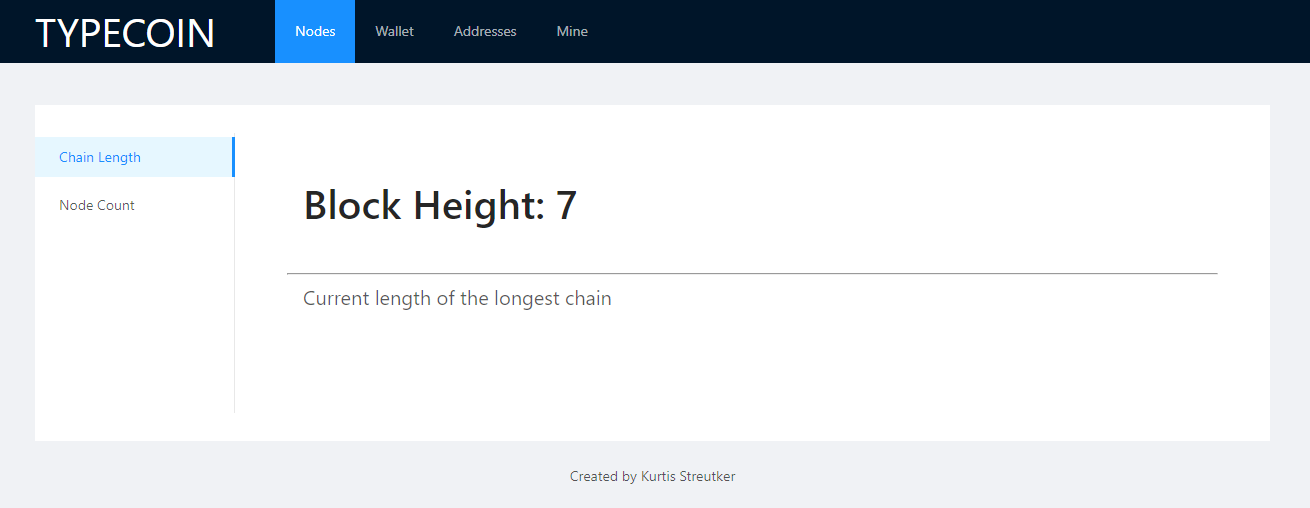 TYPECOIN
Nodes Wallet Addresses Mine
Chain Length
Node Count
Block Height: 7
Current length of the longest chain
Created by Kurtis Streutker